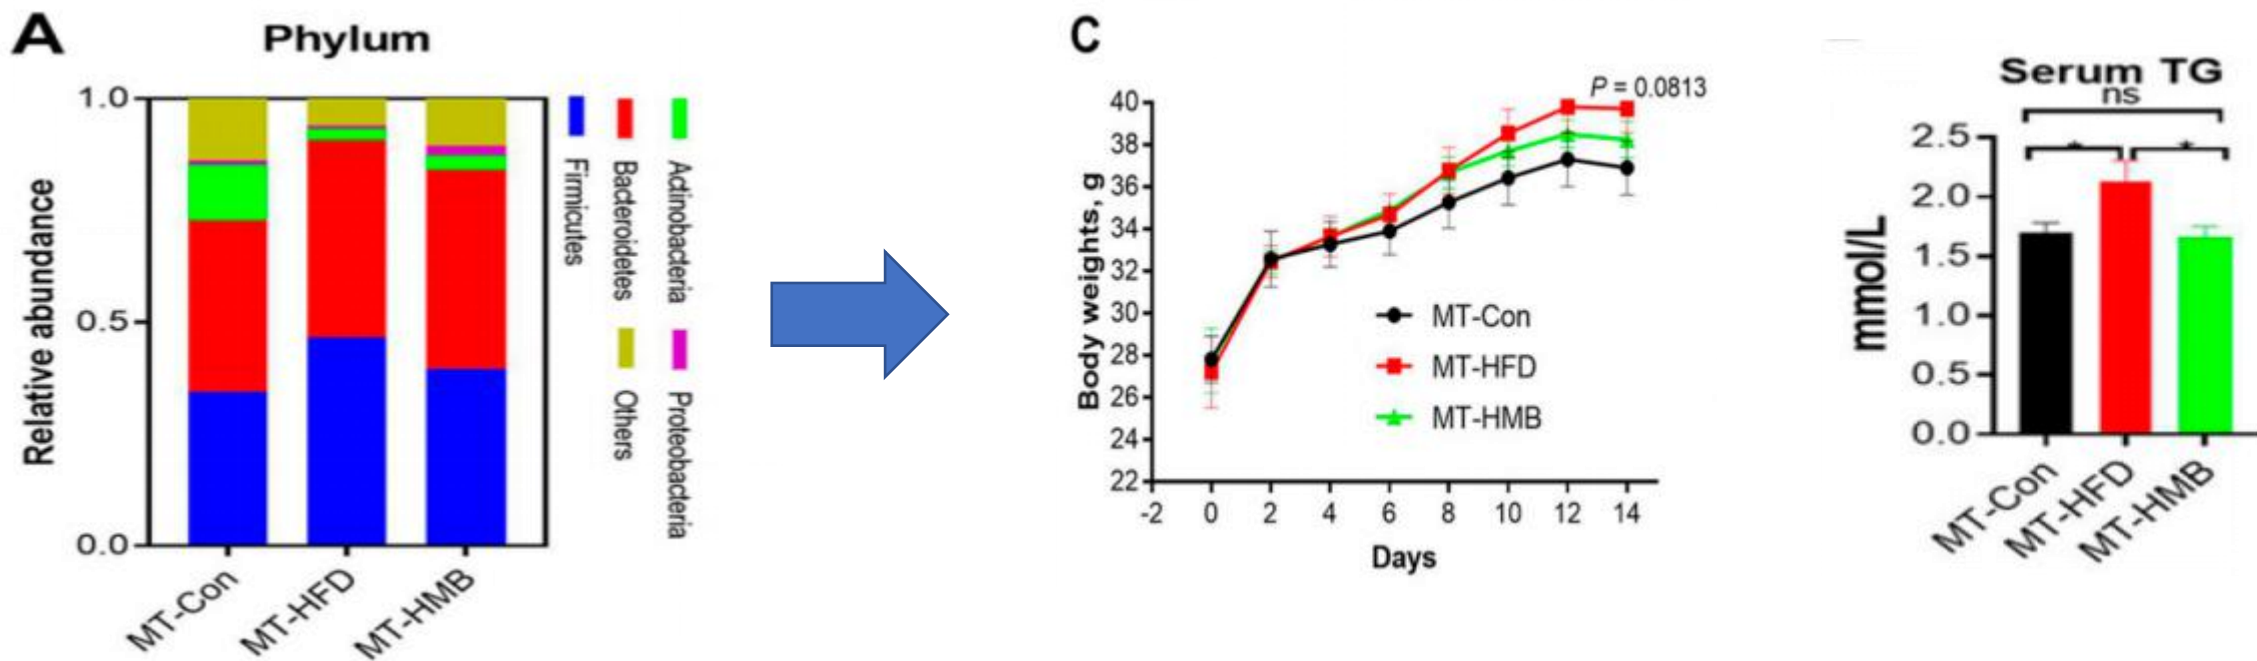 A
Phylum
Relative abundance
1.0
0.5
0.0
MT-Con
MT-HFD
MT-HMB
Firmicutes
Bacteroidetes
Actinobacteria
Others
Proteobacteria
C
P = 0.0813
Body weights, g
40
38
36
34
32
30
28
26
24
22
-2 0 2 4 6 8 10 12 14
Days
MT-Con
MT-HFD
MT-HMB
Serum TG
ns
* *
mmol/L
2.5
2.0
1.5
1.0
0.5
0.0
MT-Con
MT-HFD
MT-HMB